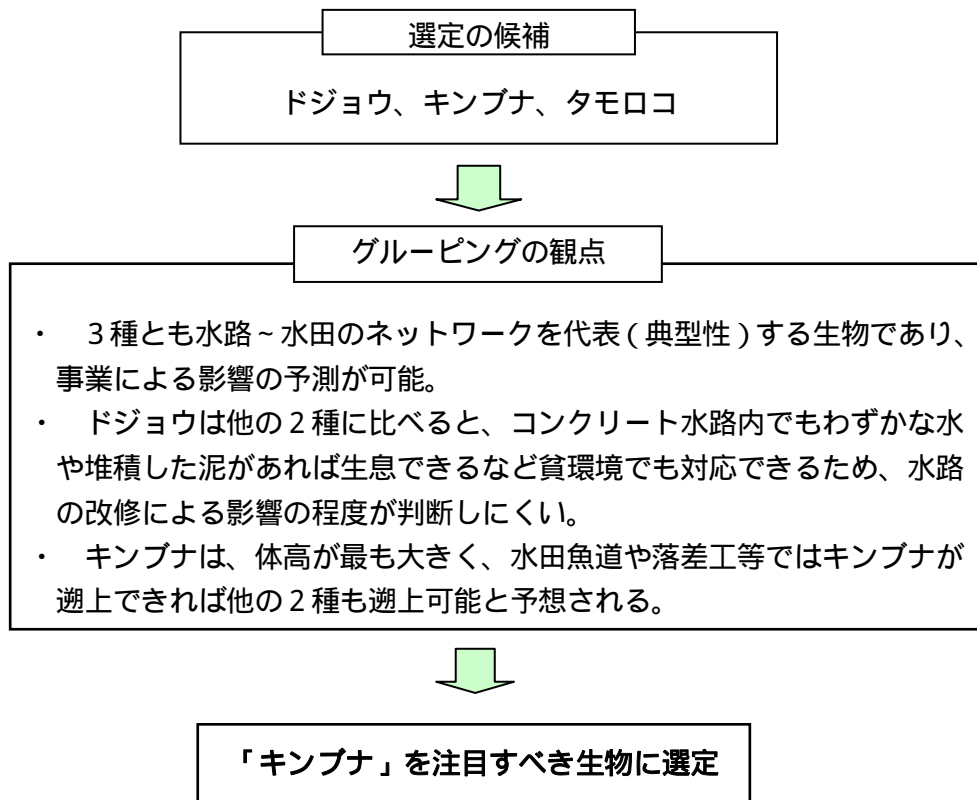 選定の候補
ドジョウ、キンブナ、タモロコ
グルーピングの観点
・　３種とも水路～水田のネットワークを代表（典型性）する生物であり、
事業による影響の予測が可能。
・　ドジョウは他の２種に比べると、コンクリート水路内でもわずかな水
や堆積した泥があれば生息できるなど貧環境でも対応できるため、水路
の改修による影響の程度が判断しにくい。
・　キンブナは、体高が最も大きく、水田魚道や落差工等ではキンブナが
遡上できれば他の２種も遡上可能と予想される。
「キンブナ」を注目すべき生物に選定